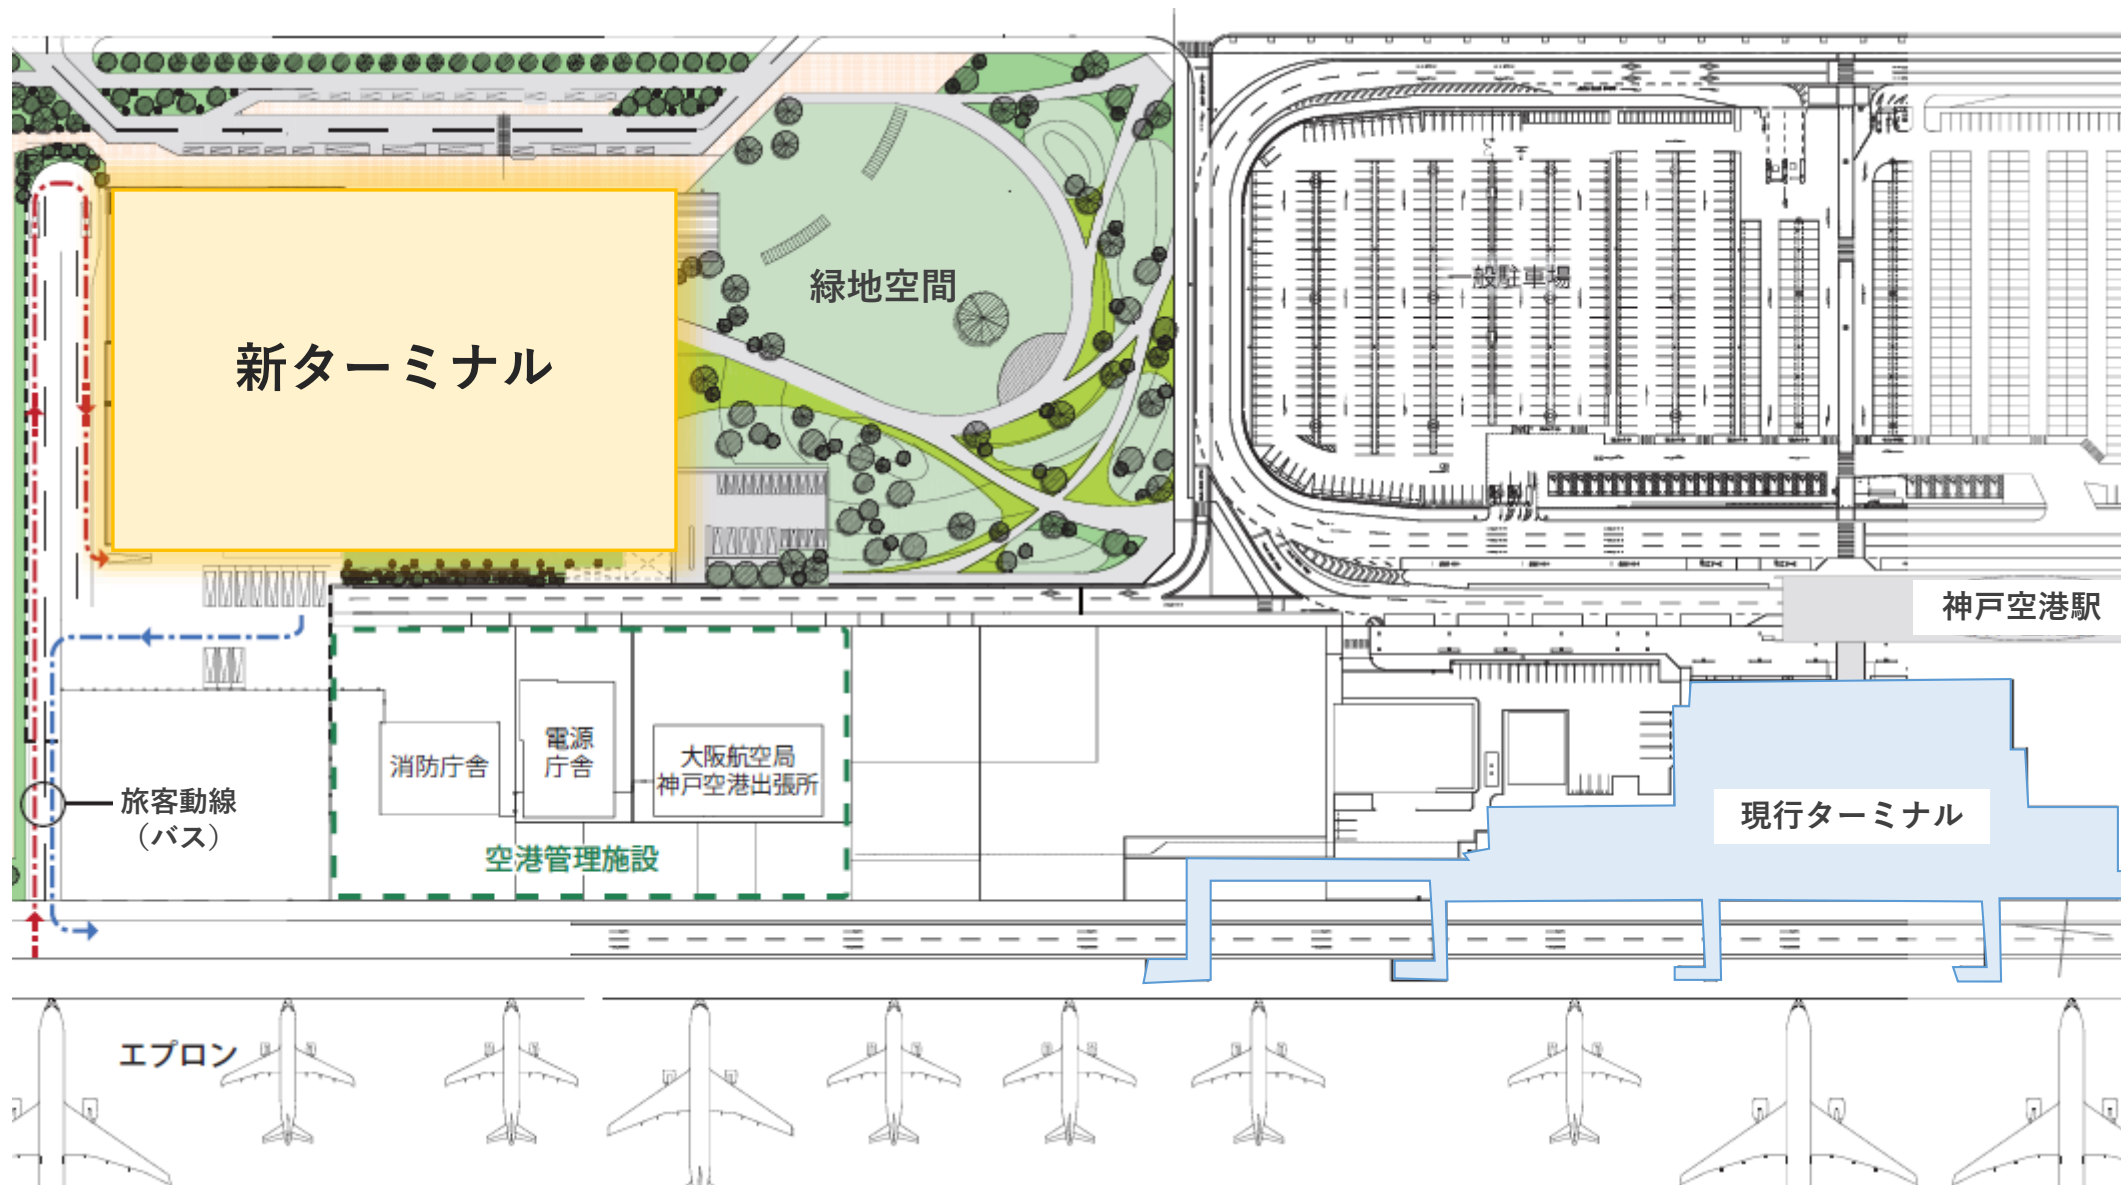 緑地空間
一般駐車場
新ターミナル
神戸空港駅
消防庁舎
電源
庁舎
大阪航空局
神戸空港出張所
旅客動線
（バス）
空港管理施設
現行ターミナル
エプロン